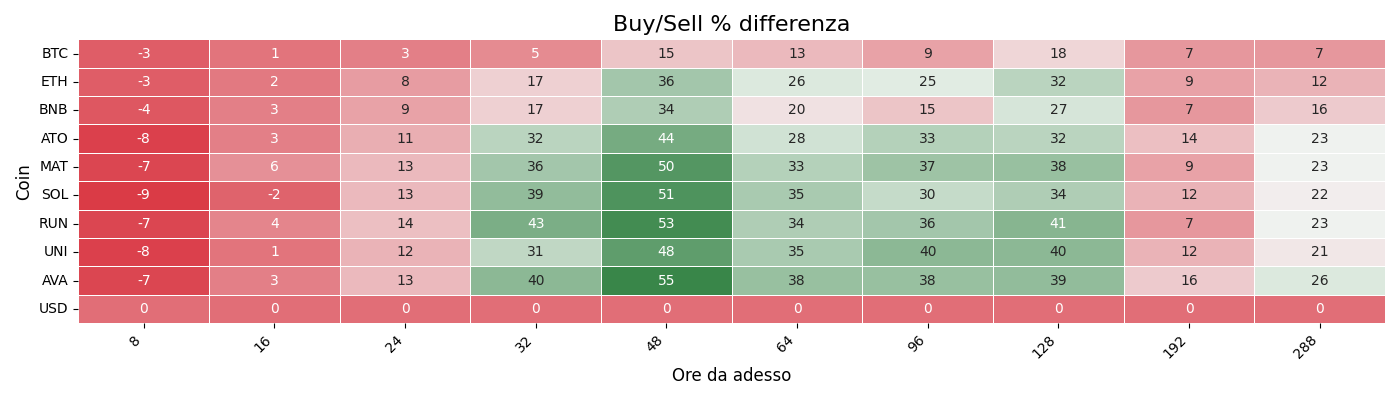 Buy/Sell % differenza
Coin
BTC -3 1 3 5 15 13 9 18 7 7
ETH -3 2 8 17 36 26 25 32 9 12
BNB -4 3 9 17 34 20 15 27 7 16
ATO -8 3 11 32 44 28 33 32 14 23
MAT -7 6 13 36 50 33 37 38 9 23
SOL -9 -2 13 39 51 35 30 34 12 22
RUN -7 4 14 43 53 34 36 41 7 23
UNI -8 1 12 31 48 35 40 40 12 21
AVA -7 3 13 40 55 38 38 39 16 26
USD 0 0 0 0 0 0 0 0 0 0
8 16 24 32 48 64 96 128 192 288
Ore da adesso